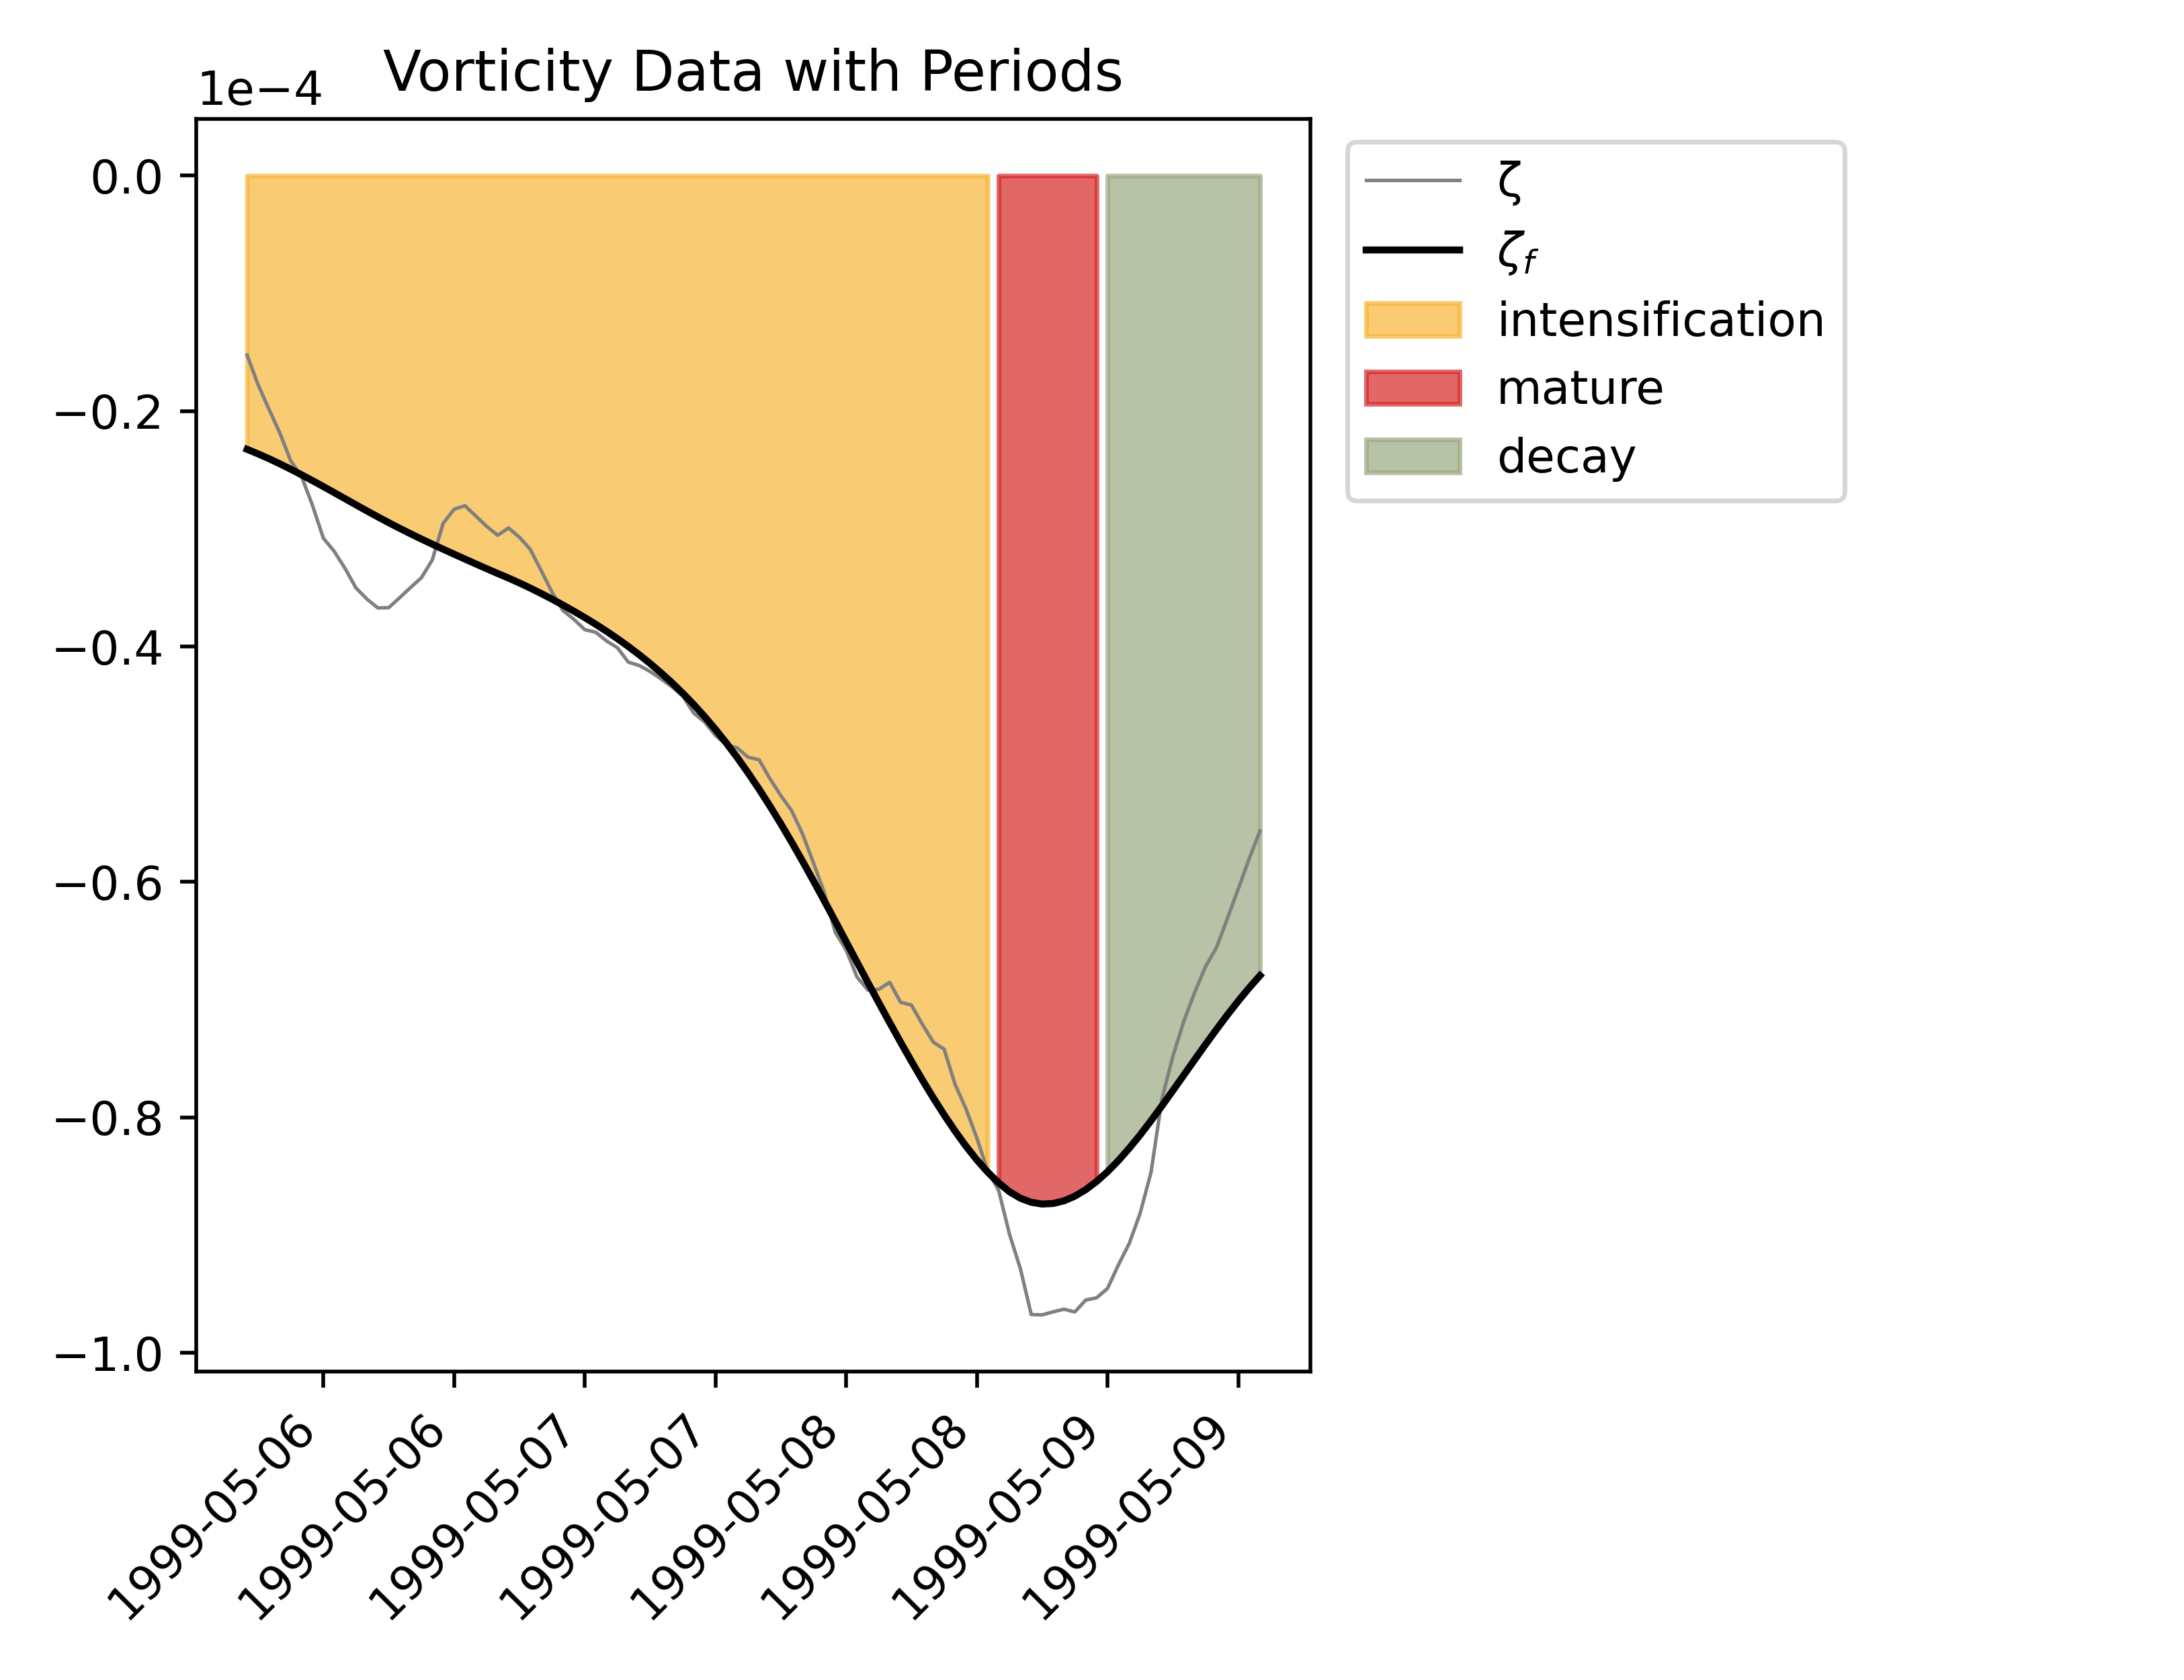 Vorticity Data with Periods
1e−4
0.0
−0.2
−0.4
−0.6
−0.8
−1.0
1999-05-06
1999-05-06
1999-05-07
1999-05-07
1999-05-08
1999-05-08
1999-05-09
1999-05-09
ζ
ζf
intensification
mature
decay